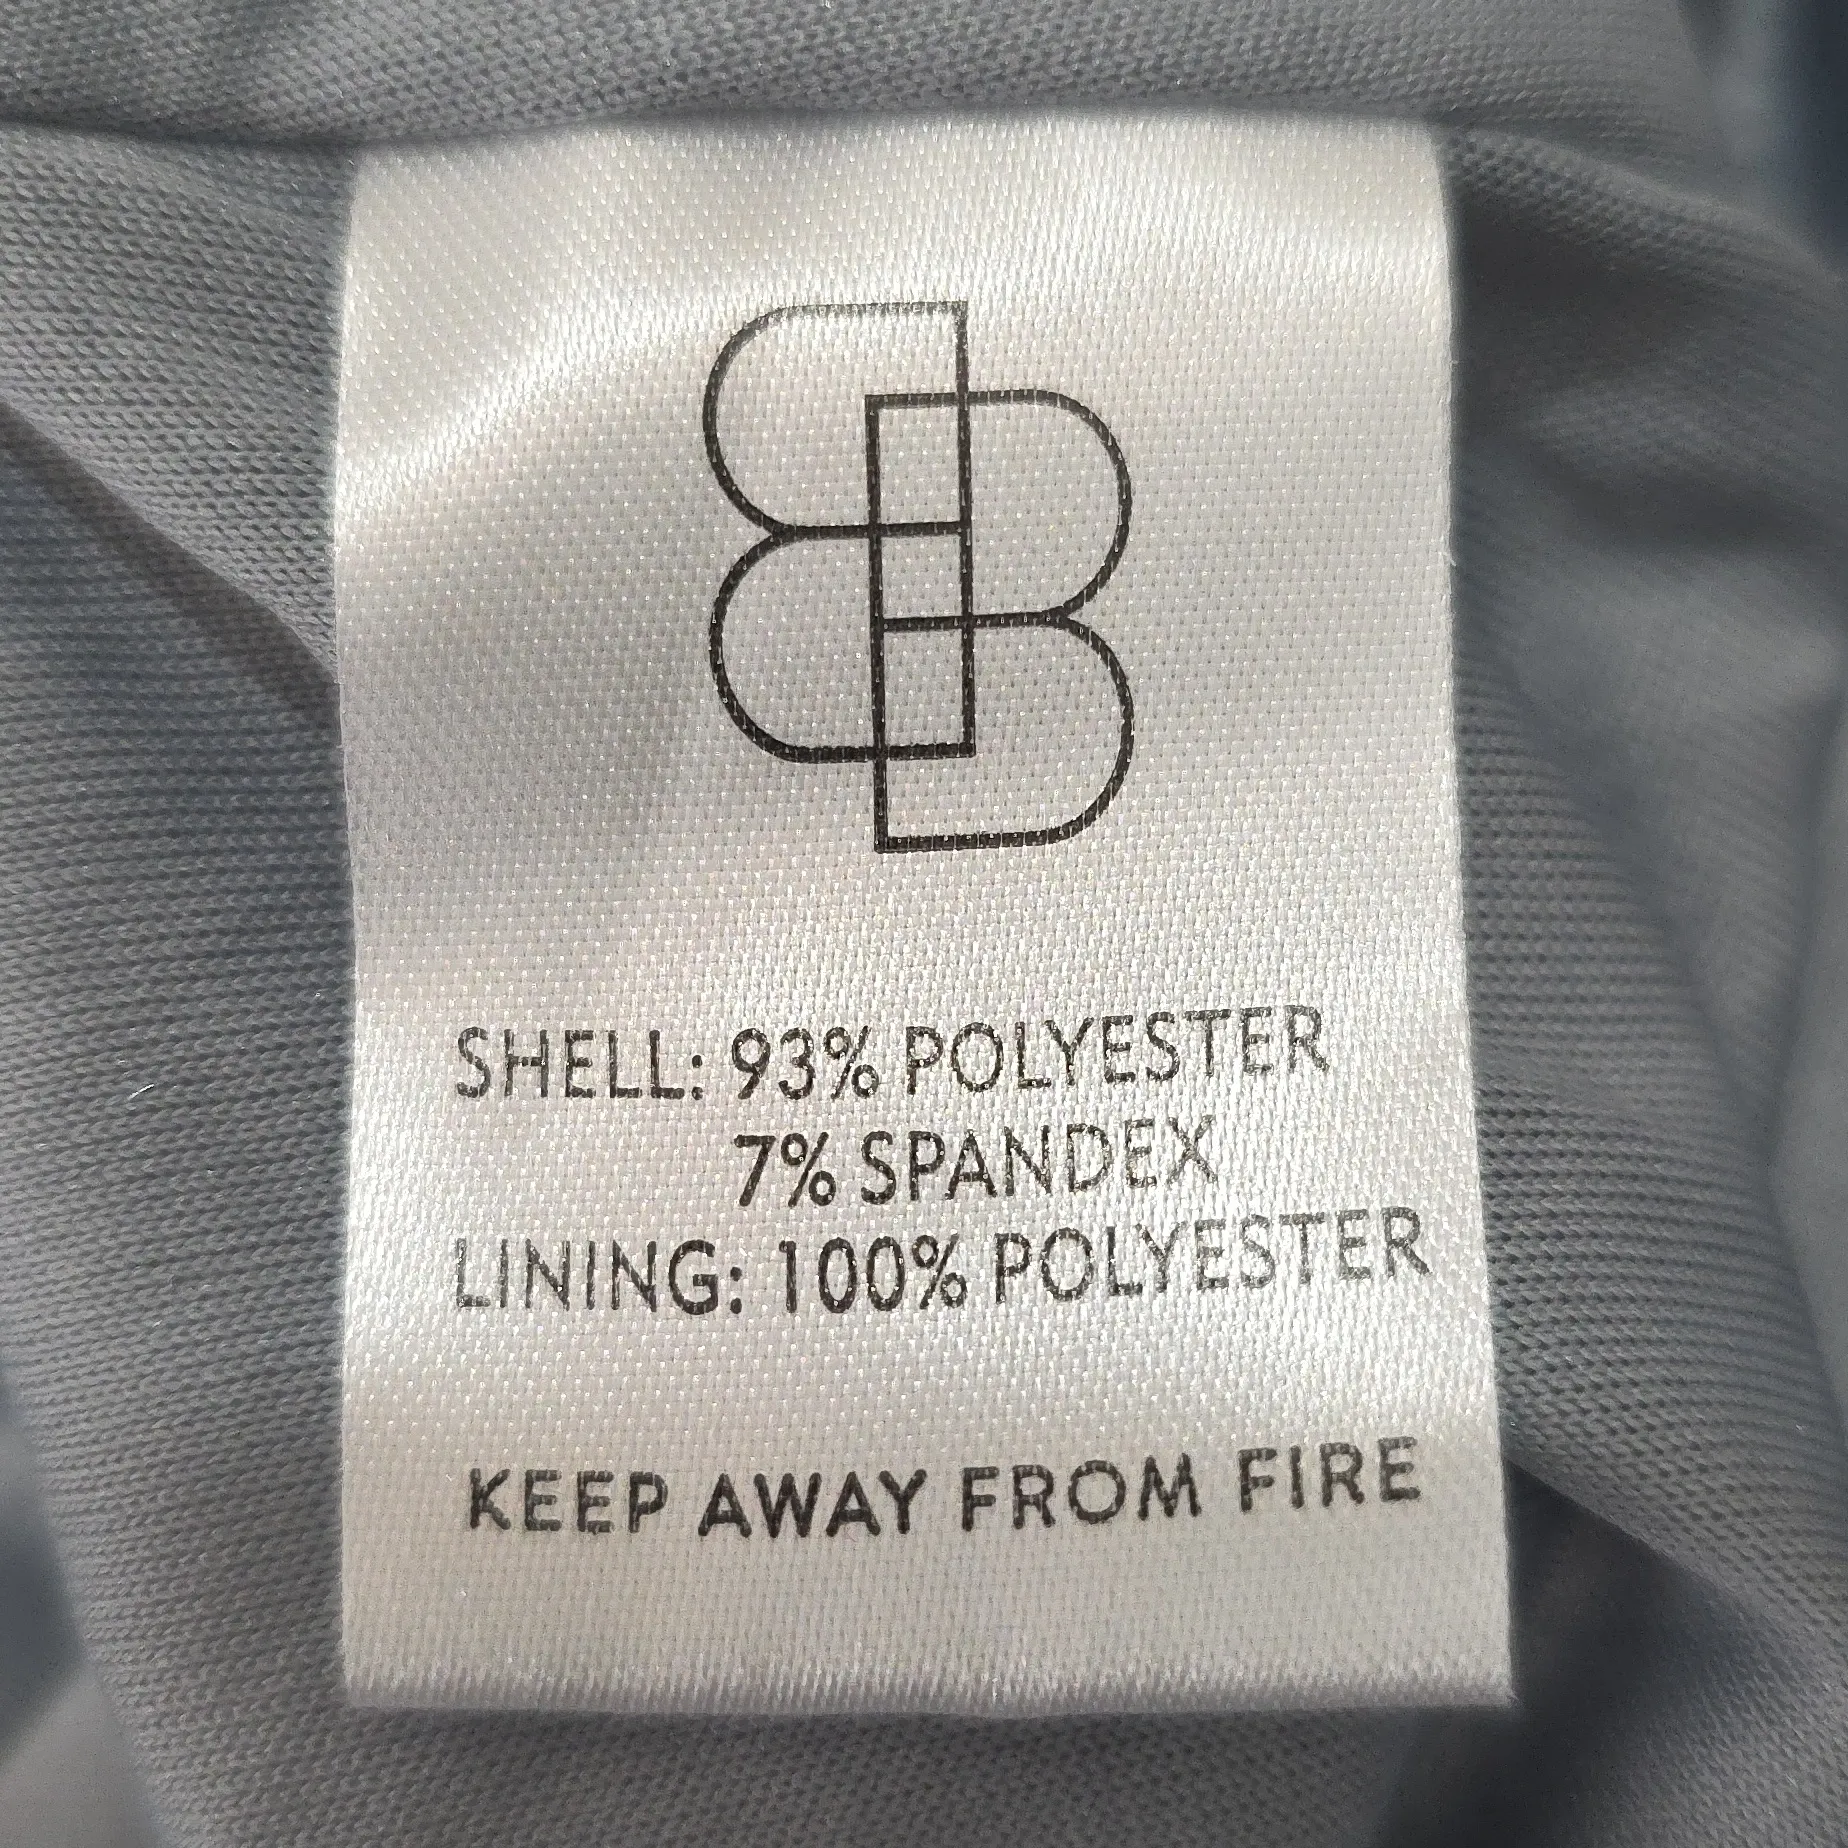 SHELL: 93% POLYESTER
7% SPANDEX
LINING: 100% POLYESTER
KEEP AWAY FROM FIRE